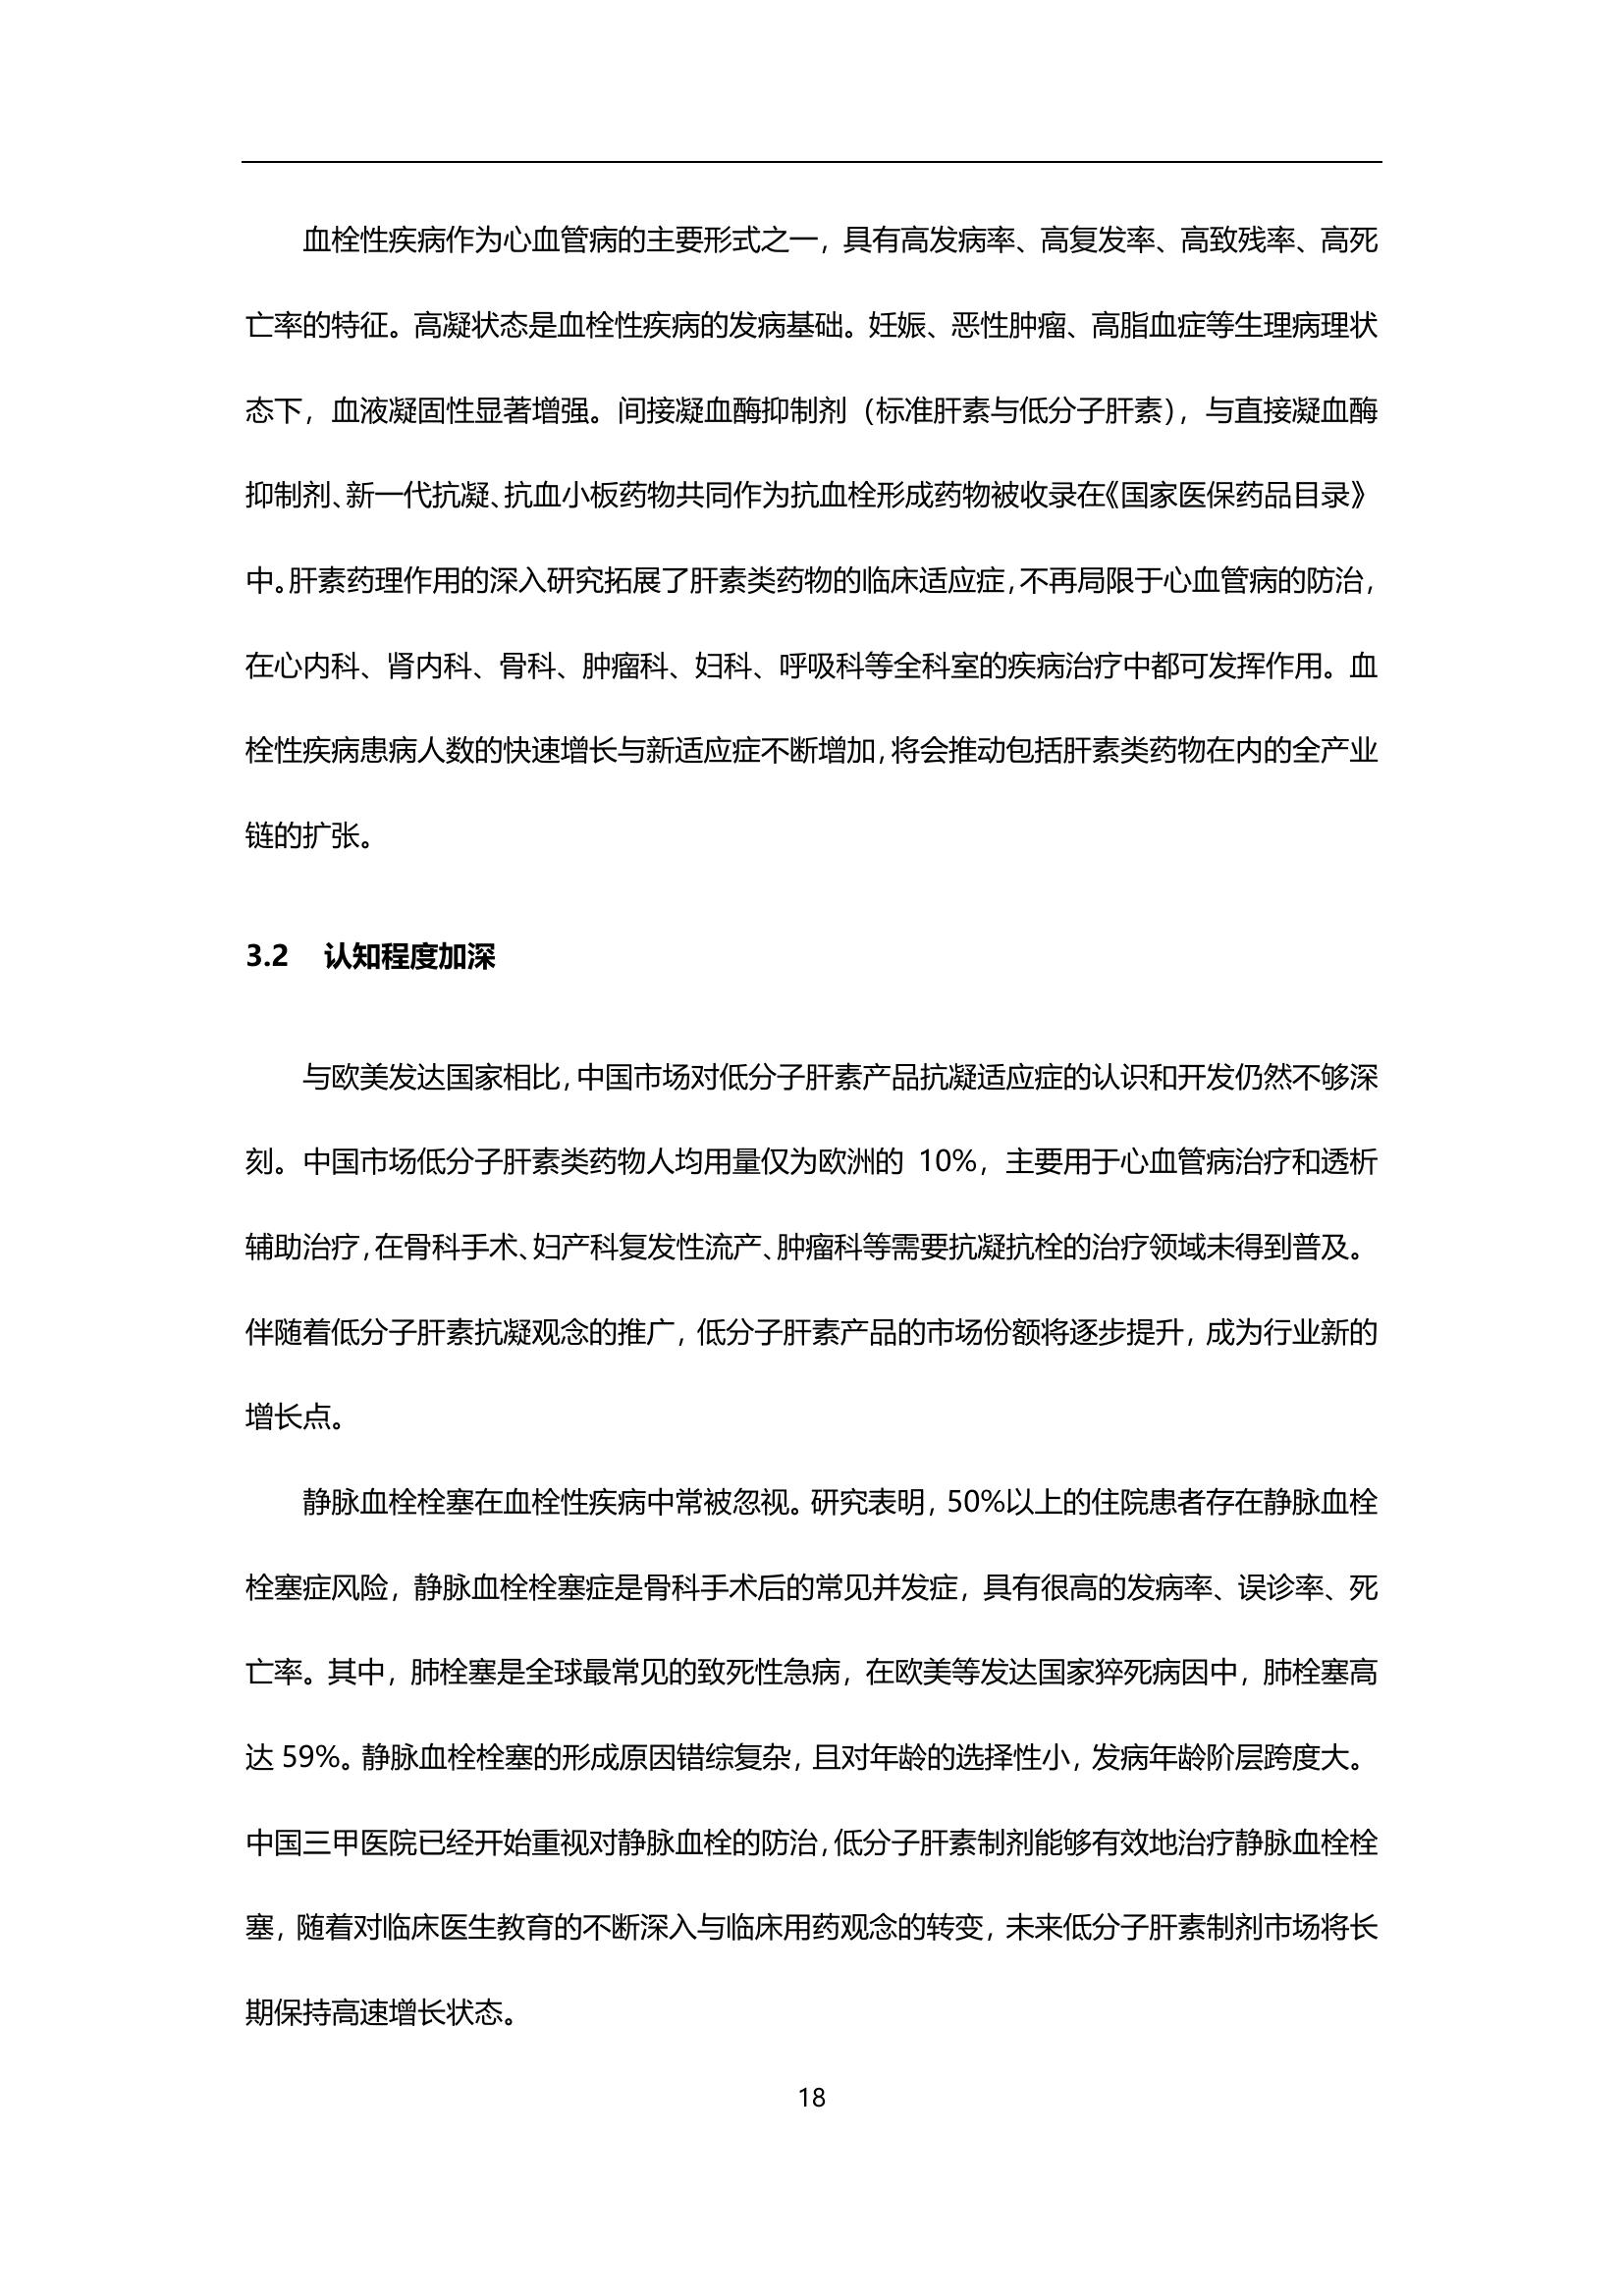 血栓性疾病作为心血管病的主要形式之一，具有高发病率、高复发率、高致残率、高死
亡率的特征。高凝状态是血栓性疾病的发病基础。妊娠、恶性肿瘤、高脂血症等生理病理状
态下，血液凝固性显著增强。间接凝血酶抑制剂（标准肝素与低分子肝素），与直接凝血酶
抑制剂、新一代抗凝、抗血小板药物共同作为抗血栓形成药物被收录在《国家医保药品目录》
中。肝素药理作用的深入研究拓展了肝素类药物的临床适应症，不再局限于心血管病的防治，
在心内科、肾内科、骨科、肿瘤科、妇科、呼吸科等全科室的疾病治疗中都可发挥作用。血
栓性疾病患病人数的快速增长与新适应症不断增加，将会推动包括肝素类药物在内的全产业
链的扩张。
3.2 认知程度加深
与欧美发达国家相比，中国市场对低分子肝素产品抗凝适应症的认识和开发仍然不够深
刻。中国市场低分子肝素类药物人均用量仅为欧洲的 10%，主要用于心血管病治疗和透析
辅助治疗，在骨科手术、妇产科复发性流产、肿瘤科等需要抗凝抗栓的治疗领域未得到普及。
伴随着低分子肝素抗凝观念的推广，低分子肝素产品的市场份额将逐步提升，成为行业新的
增长点。
静脉血栓栓塞在血栓性疾病中常被忽视。研究表明，50%以上的住院患者存在静脉血栓
栓塞症风险，静脉血栓栓塞症是骨科手术后的常见并发症，具有很高的发病率、误诊率、死
亡率。其中，肺栓塞是全球最常见的致死性急病，在欧美等发达国家猝死病因中，肺栓塞高
达 59%。静脉血栓栓塞的形成原因错综复杂，且对年龄的选择性小，发病年龄阶层跨度大。
中国三甲医院已经开始重视对静脉血栓的防治，低分子肝素制剂能够有效地治疗静脉血栓栓
塞，随着对临床医生教育的不断深入与临床用药观念的转变，未来低分子肝素制剂市场将长
期保持高速增长状态。
18